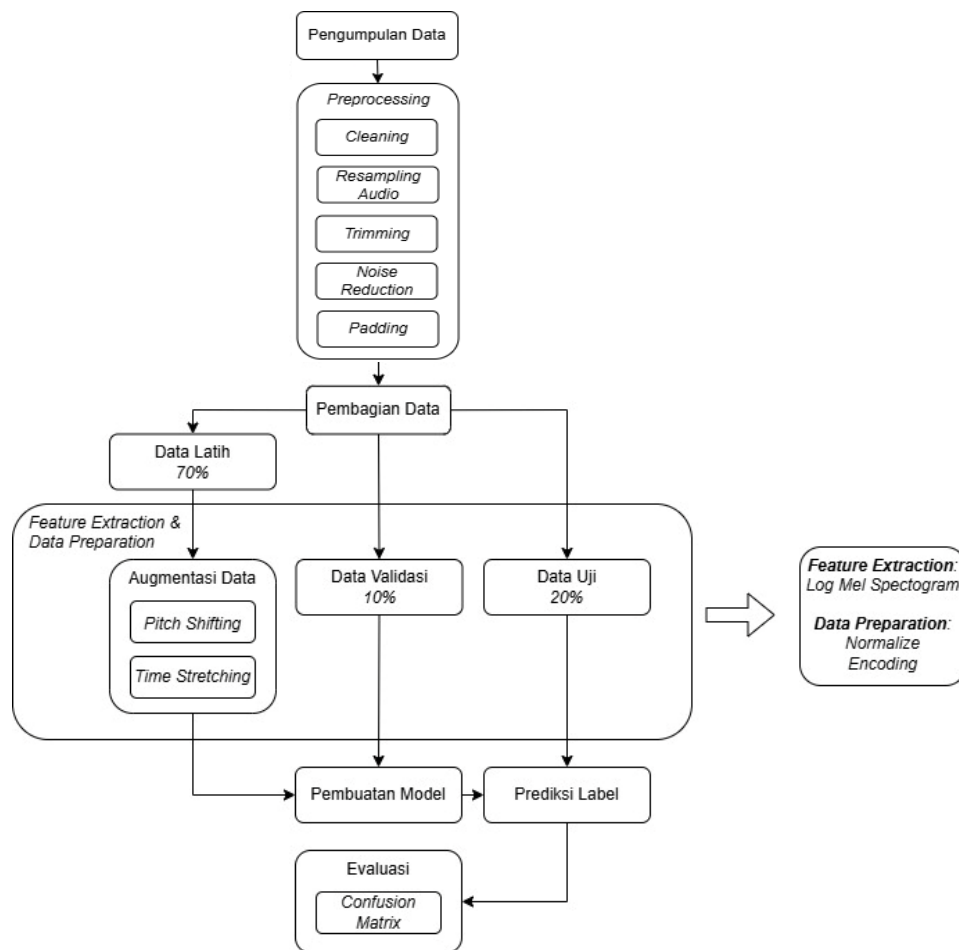 Pengumpulan Data
Preprocessing
Cleaning
Resampling
Audio
Trimming
Noise
Reduction
Padding
Pembagian Data
Data Latih
70%
Feature Extraction &
Data Preparation
Augmentasi Data
Pitch Shifting
Time Stretching
Data Validasi
10%
Data Uji
20%
Feature Extraction:
Log Mel Spectogram
Data Preparation:
Normalize
Encoding
Pembuatan Model
Prediksi Label
Evaluasi
Confusion
Matrix